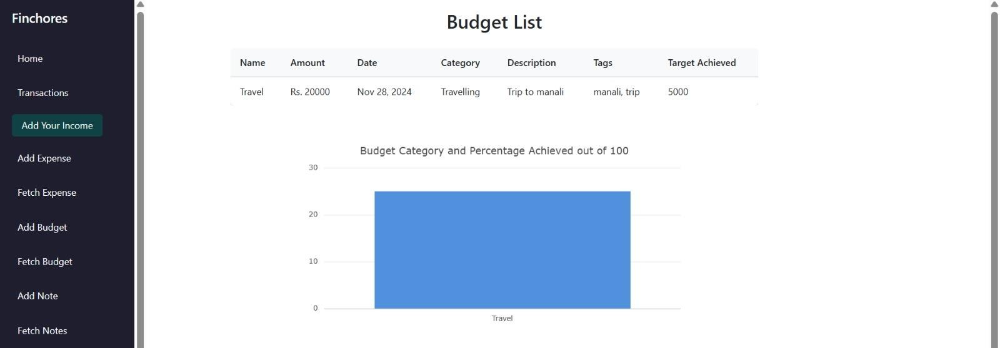 Finchores
Home
Transactions
Add Your Income
Add Expense
Fetch Expense
Add Budget
Fetch Budget
Add Note
Fetch Notes
Budget List
Name Amount Date Category Description Tags Target Achieved
Travel Rs. 20000 Nov 28, 2024 Travelling Trip to manali manali, trip 5000
Budget Category and Percentage Achieved out of 100
30
20
10
0
Travel